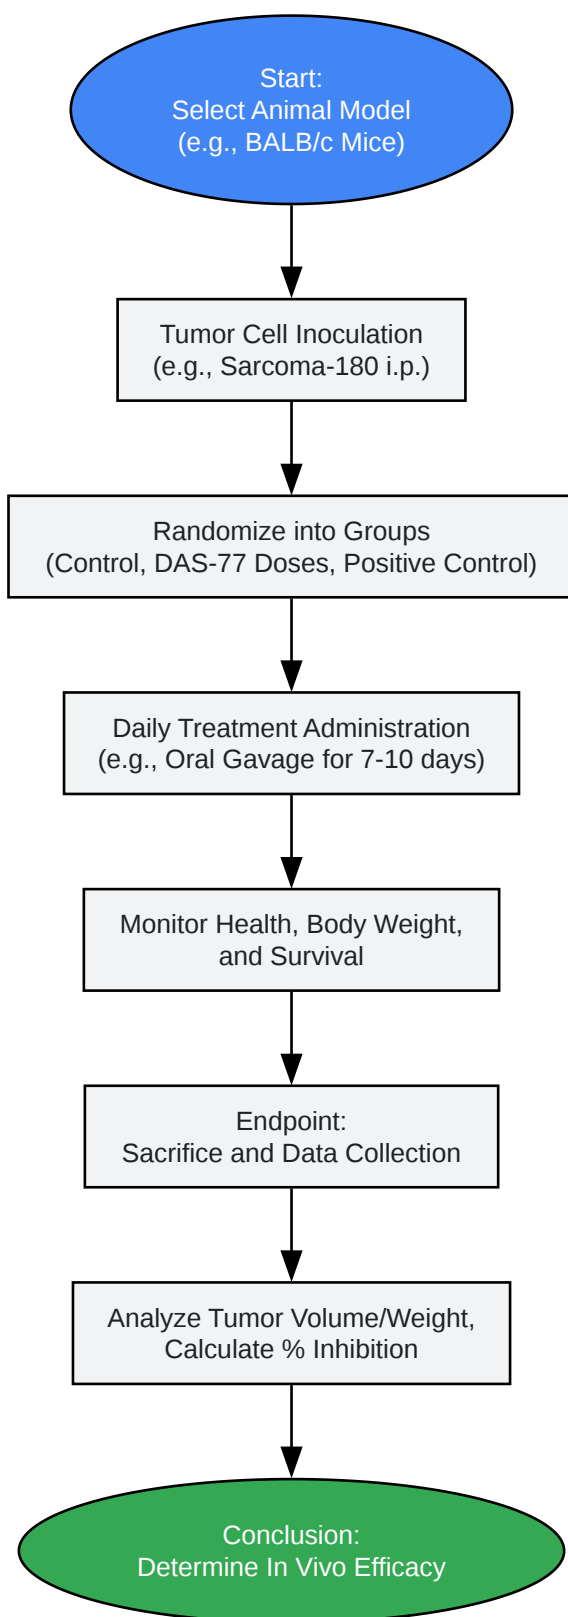 Start:
Select Animal Model
(e.g., BALB/c Mice)
Tumor Cell Inoculation
(e.g., Sarcoma-180 i.p.)
Randomize into Groups
(Control, DAS-77 Doses, Positive Control)
Daily Treatment Administration
(e.g., Oral Gavage for 7-10 days)
Monitor Health, Body Weight,
and Survival
Endpoint:
Sacrifice and Data Collection
Analyze Tumor Volume/Weight,
Calculate % Inhibition
Conclusion:
Determine In Vivo Efficacy